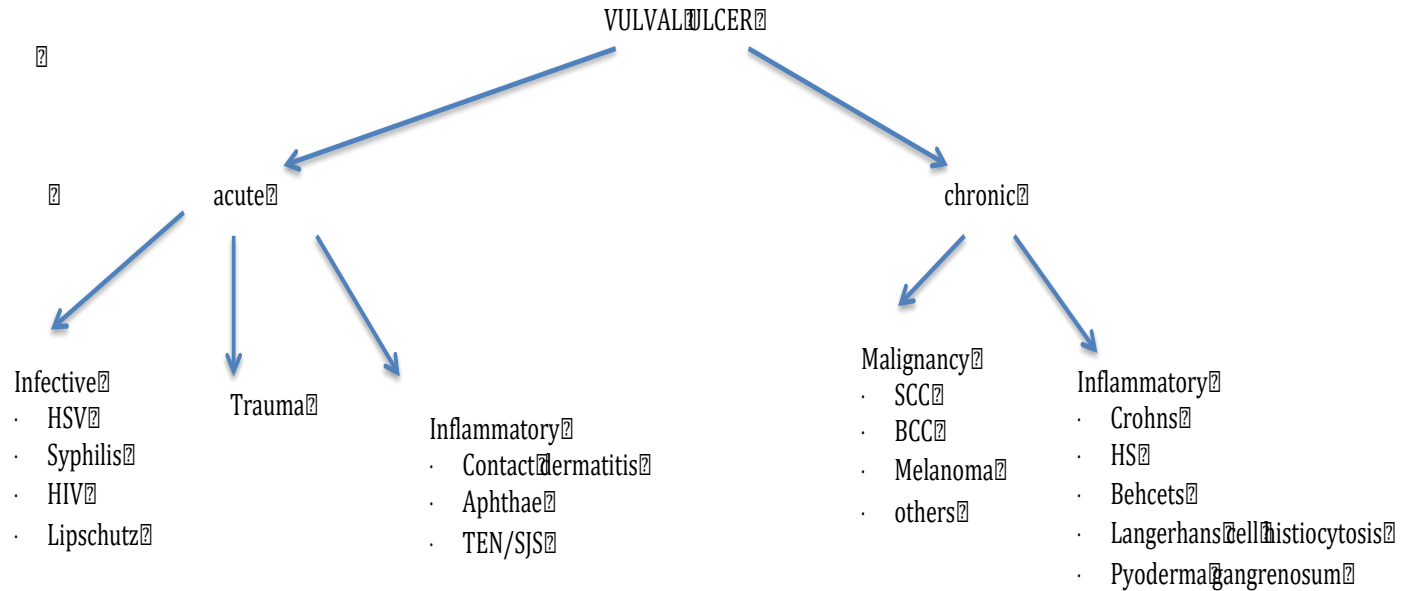 VULVAL ULCER
acute
chronic
Infective
· HSV
· Syphilis
· HIV
· Lipschutz
Trauma
Inflammatory
· Contact dermatitis
· Aphthae
· TEN/SJS
Malignancy
· SCC
· BCC
· Melanoma
· others
Inflammatory
· Crohns
· HS
· Behcets
· Langerhans cell histiocytosis
· Pyoderma gangrenosum